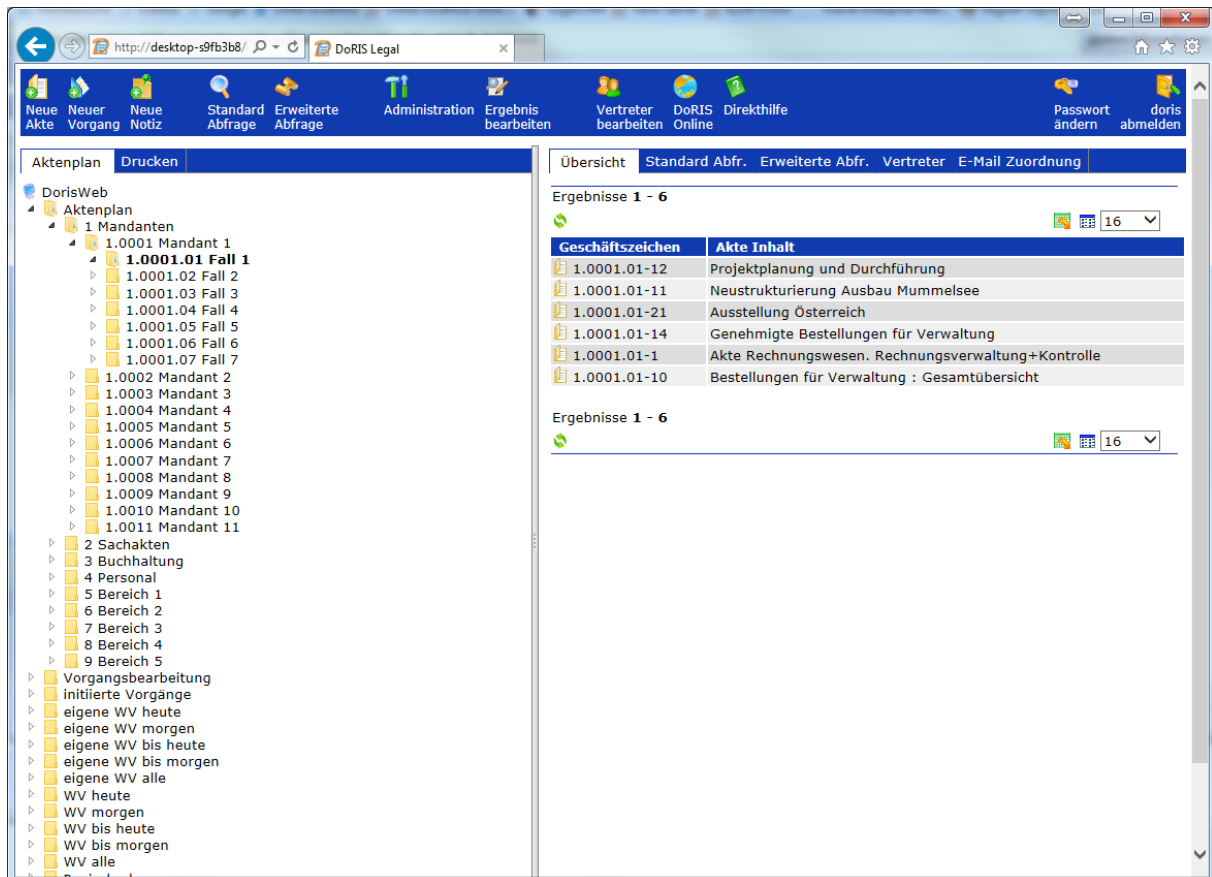 http://desktop-s9fb3b8/
DoRIS Legal
Neue Akte
Neuer Vorgang
Neue Notiz
Standard Abfrage
Erweiterte Abfrage
Administration
Ergebnis bearbeiten
Vertreter bearbeiten
DoRIS Online
Direkthilfe
Passwort ändern
doris abmelden
Aktenplan
Drucken
DorisWeb
Aktenplan
1 Mandanten
1.0001 Mandant 1
1.0001.01 Fall 1
1.0001.02 Fall 2
1.0001.03 Fall 3
1.0001.04 Fall 4
1.0001.05 Fall 5
1.0001.06 Fall 6
1.0001.07 Fall 7
1.0002 Mandant 2
1.0003 Mandant 3
1.0004 Mandant 4
1.0005 Mandant 5
1.0006 Mandant 6
1.0007 Mandant 7
1.0008 Mandant 8
1.0009 Mandant 9
1.0010 Mandant 10
1.0011 Mandant 11
2 Sachakten
3 Buchhaltung
4 Personal
5 Bereich 1
6 Bereich 2
7 Bereich 3
8 Bereich 4
9 Bereich 5
Vorgangsbearbeitung
initiierte Vorgänge
eigene WV heute
eigene WV morgen
eigene WV bis heute
eigene WV bis morgen
eigene WV alle
WV heute
WV morgen
WV bis heute
WV bis morgen
WV alle
Übersicht
Standard Abfr.
Erweiterte Abfr.
Vertreter
E-Mail Zuordnung
Ergebnisse 1 - 6
16
Geschäftszeichen Akte Inhalt
1.0001.01-12 Projektplanung und Durchführung
1.0001.01-11 Neustrukturierung Ausbau Mummelsee
1.0001.01-21 Ausstellung Österreich
1.0001.01-14 Genehmigte Bestellungen für Verwaltung
1.0001.01-1 Akte Rechnungswesen. Rechnungsverwaltung+Kontrolle
1.0001.01-10 Bestellungen für Verwaltung : Gesamtübersicht
Ergebnisse 1 - 6
16